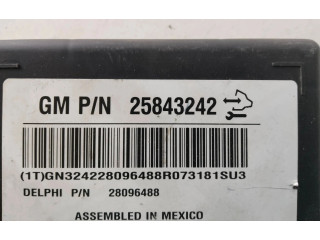 GM P/N 25843242
(1T)GN324228096488R073181SU3
DELPHI P/N 28096488
ASSEMBLED IN MEXICO